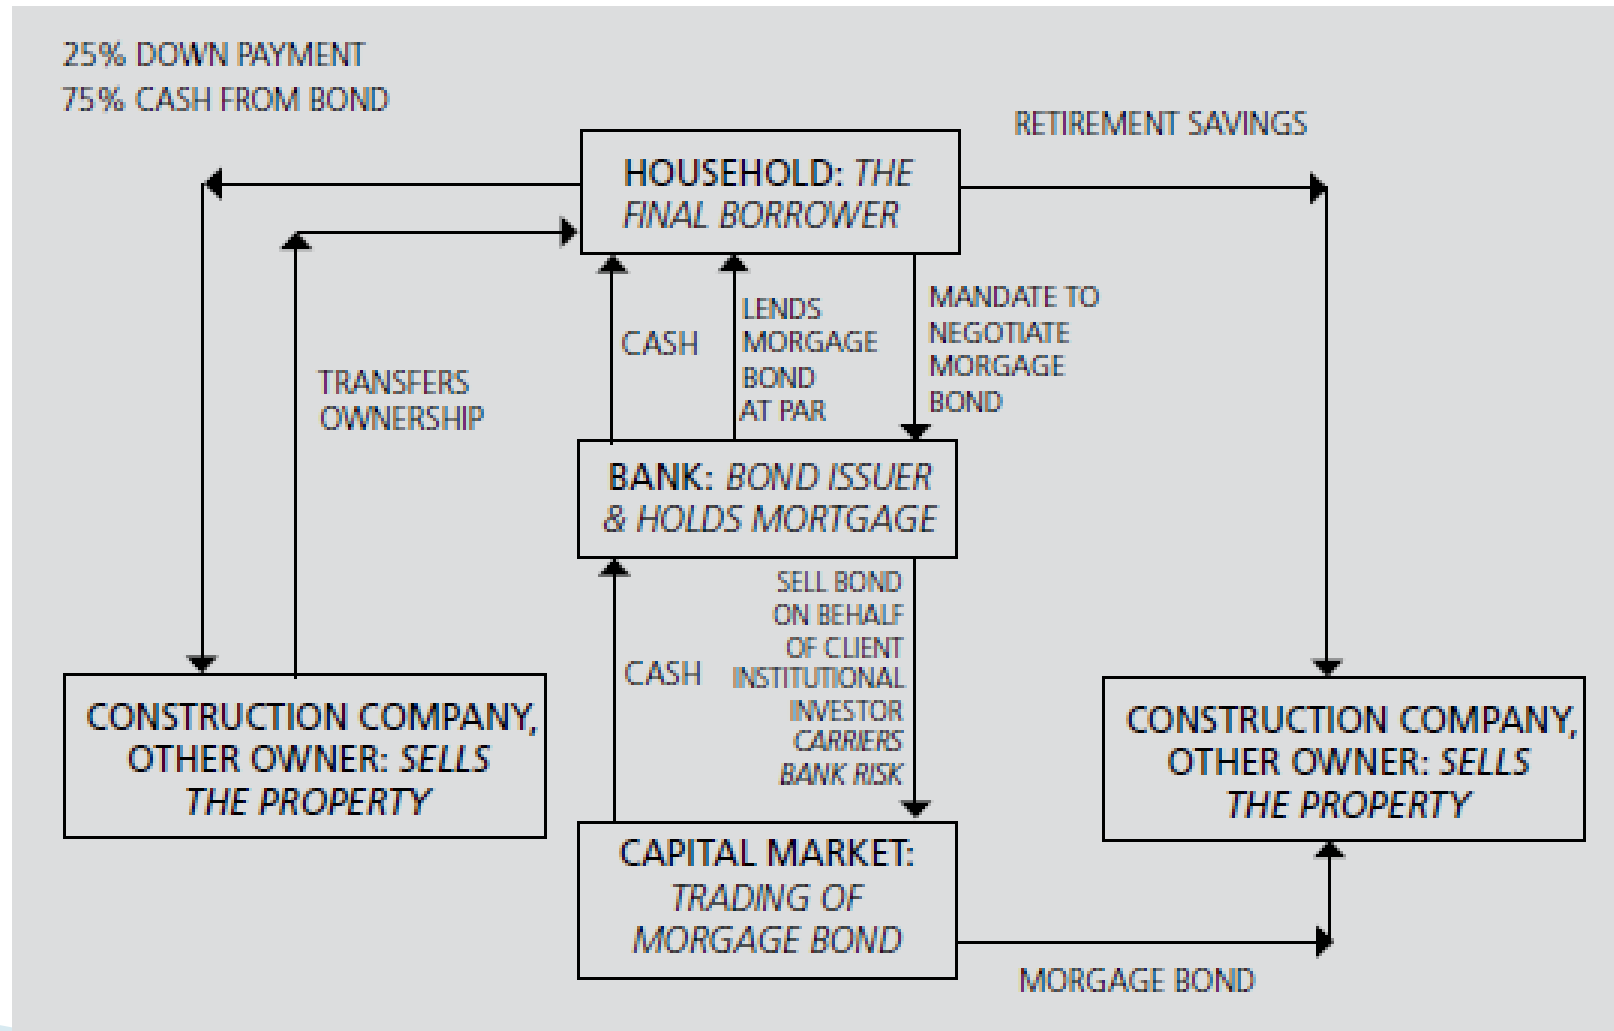 25% DOWN PAYMENT
75% CASH FROM BOND
RETIREMENT SAVINGS
HOUSEHOLD: THE
FINAL BORROWER
CASH
LENDS
MORGAGE
BOND
AT PAR
MANDATE TO
NEGOTIATE
MORGAGE
BOND
TRANSFERS
OWNERSHIP
BANK: BOND ISSUER
& HOLDS MORTGAGE
CASH
SELL BOND
ON BEHALF
OF CLIENT
INSTITUTIONAL
INVESTOR
CARRIERS
BANK RISK
CONSTRUCTION COMPANY,
OTHER OWNER: SELLS
THE PROPERTY
CONSTRUCTION COMPANY,
OTHER OWNER: SELLS
THE PROPERTY
CAPITAL MARKET:
TRADING OF
MORGAGE BOND
MORGAGE BOND